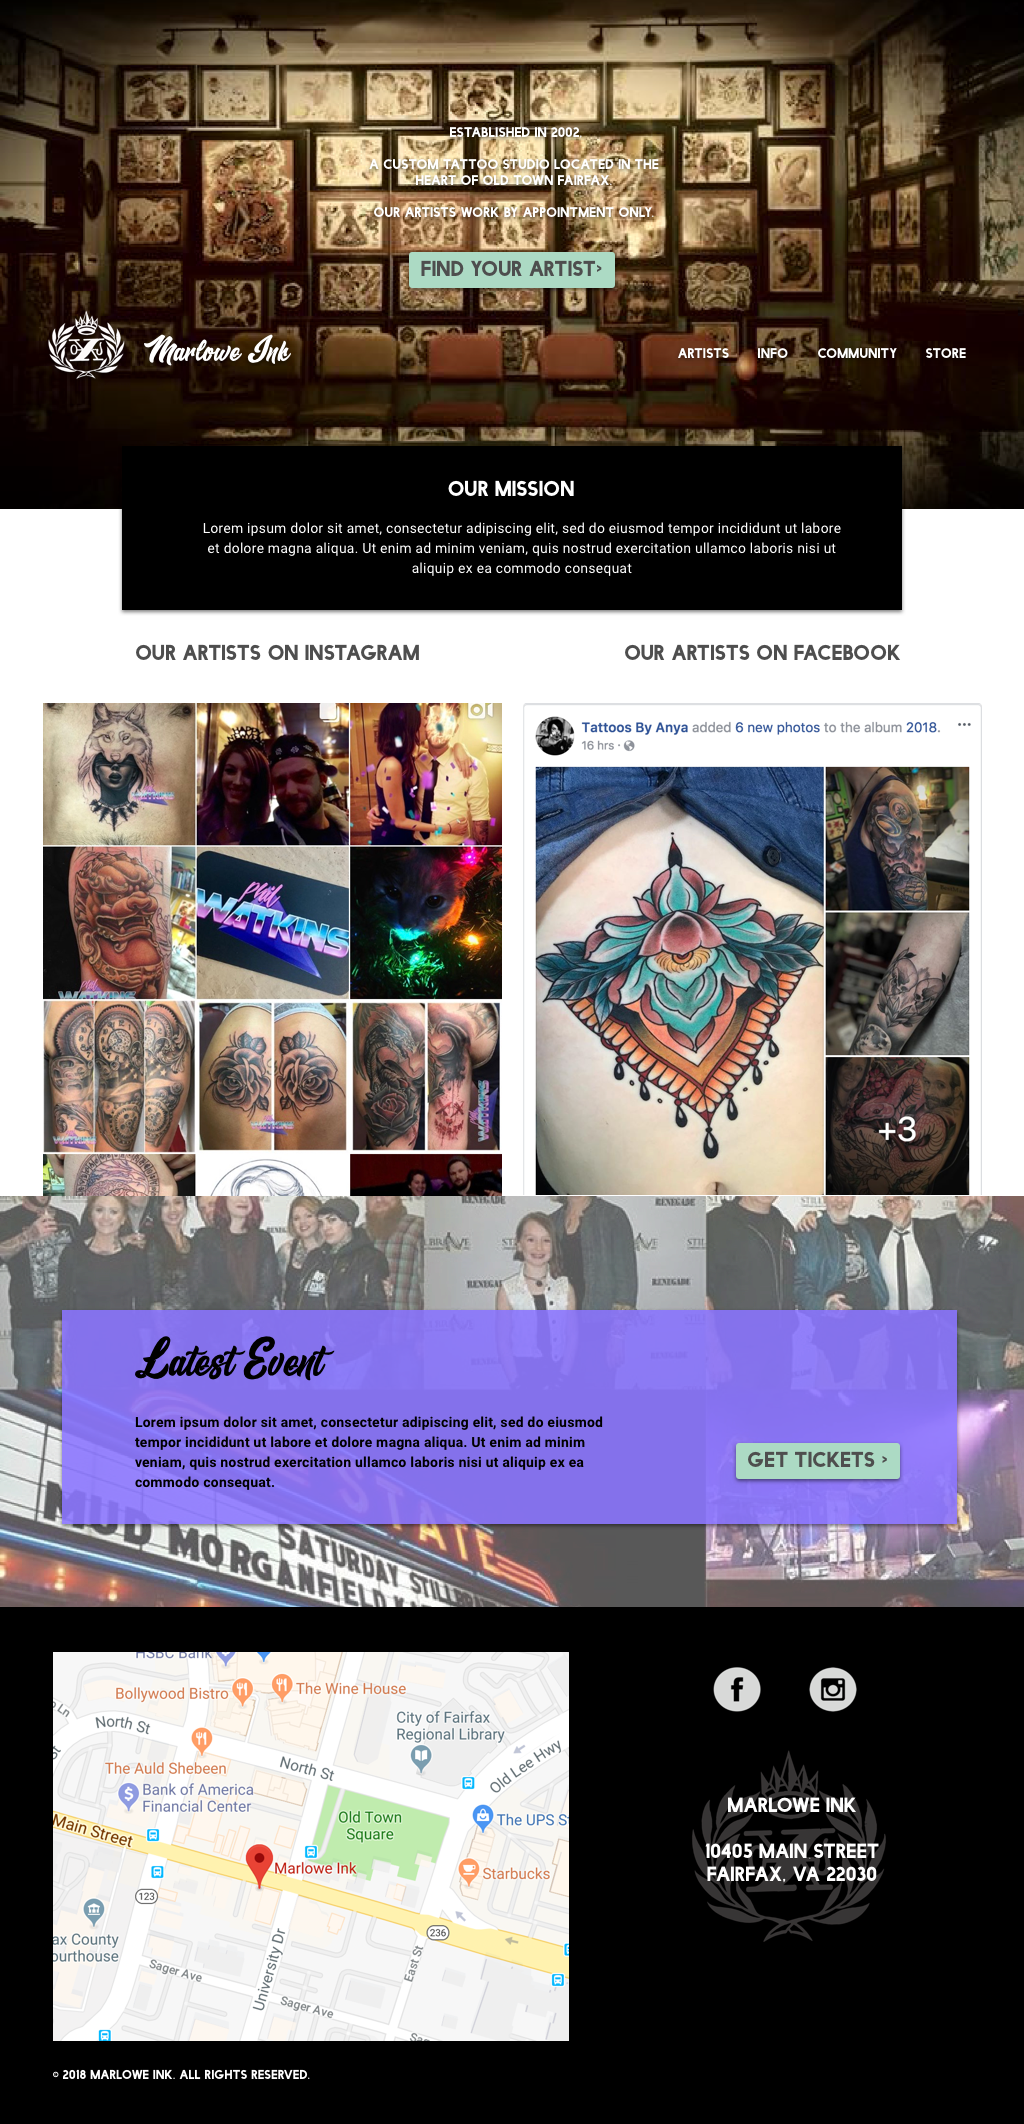 ESTABLISHED IN 2002.
A CUSTOM TATTOO STUDIO LOCATED IN THE
HEART OF OLD TOWN FAIRFAX.
OUR ARTISTS WORK BY APPOINTMENT ONLY.
FIND YOUR ARTIST>
Marlowe Ink
ARTISTS INFO COMMUNITY STORE
OUR MISSION
Lorem ipsum dolor sit amet, consectetur adipiscing elit, sed do eiusmod tempor incididunt ut labore
et dolore magna aliqua. Ut enim ad minim veniam, quis nostrud exercitation ullamco laboris nisi ut
aliquip ex ea commodo consequat
OUR ARTISTS ON INSTAGRAM
OUR ARTISTS ON FACEBOOK
Phil
WATKINS
WATKINS
WATKINS
Tattoos By Anya added 6 new photos to the album 2018.
16 hrs ·
+3
RENEGADE
RENEGADE
RENEGADE
Latest Event
Lorem ipsum dolor sit amet, consectetur adipiscing elit, sed do eiusmod
tempor incididunt ut labore et dolore magna aliqua. Ut enim ad minim
veniam, quis nostrud exercitation ullamco laboris nisi ut aliquip ex ea
commodo consequat.
GET TICKETS >
STATE
MUD MORGANFIELD
SATURDAY STILLBR
HSBC Bank
Bollywood Bistro
The Wine House
North St
City of Fairfax
Regional Library
The Auld Shebeen
North St
Old Lee Hwy
Bank of America
Financial Center
Old Town
Square
The UPS S
Main Street
Marlowe Ink
Starbucks
123
236
ax County
ourthouse
University Dr
East St
Sager Ave
Sager Ave
Sag
MARLOWE INK
10405 MAIN STREET
FAIRFAX, VA 22030
© 2018 MARLOWE INK. ALL RIGHTS RESERVED.